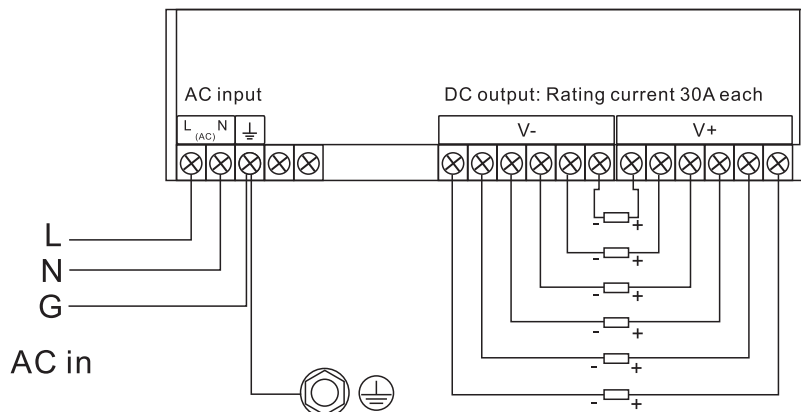 AC input
DC output: Rating current 30A each
L (AC) N
V-
V+
- +
L
- +
N
- +
G
- +
AC in
- +
- +